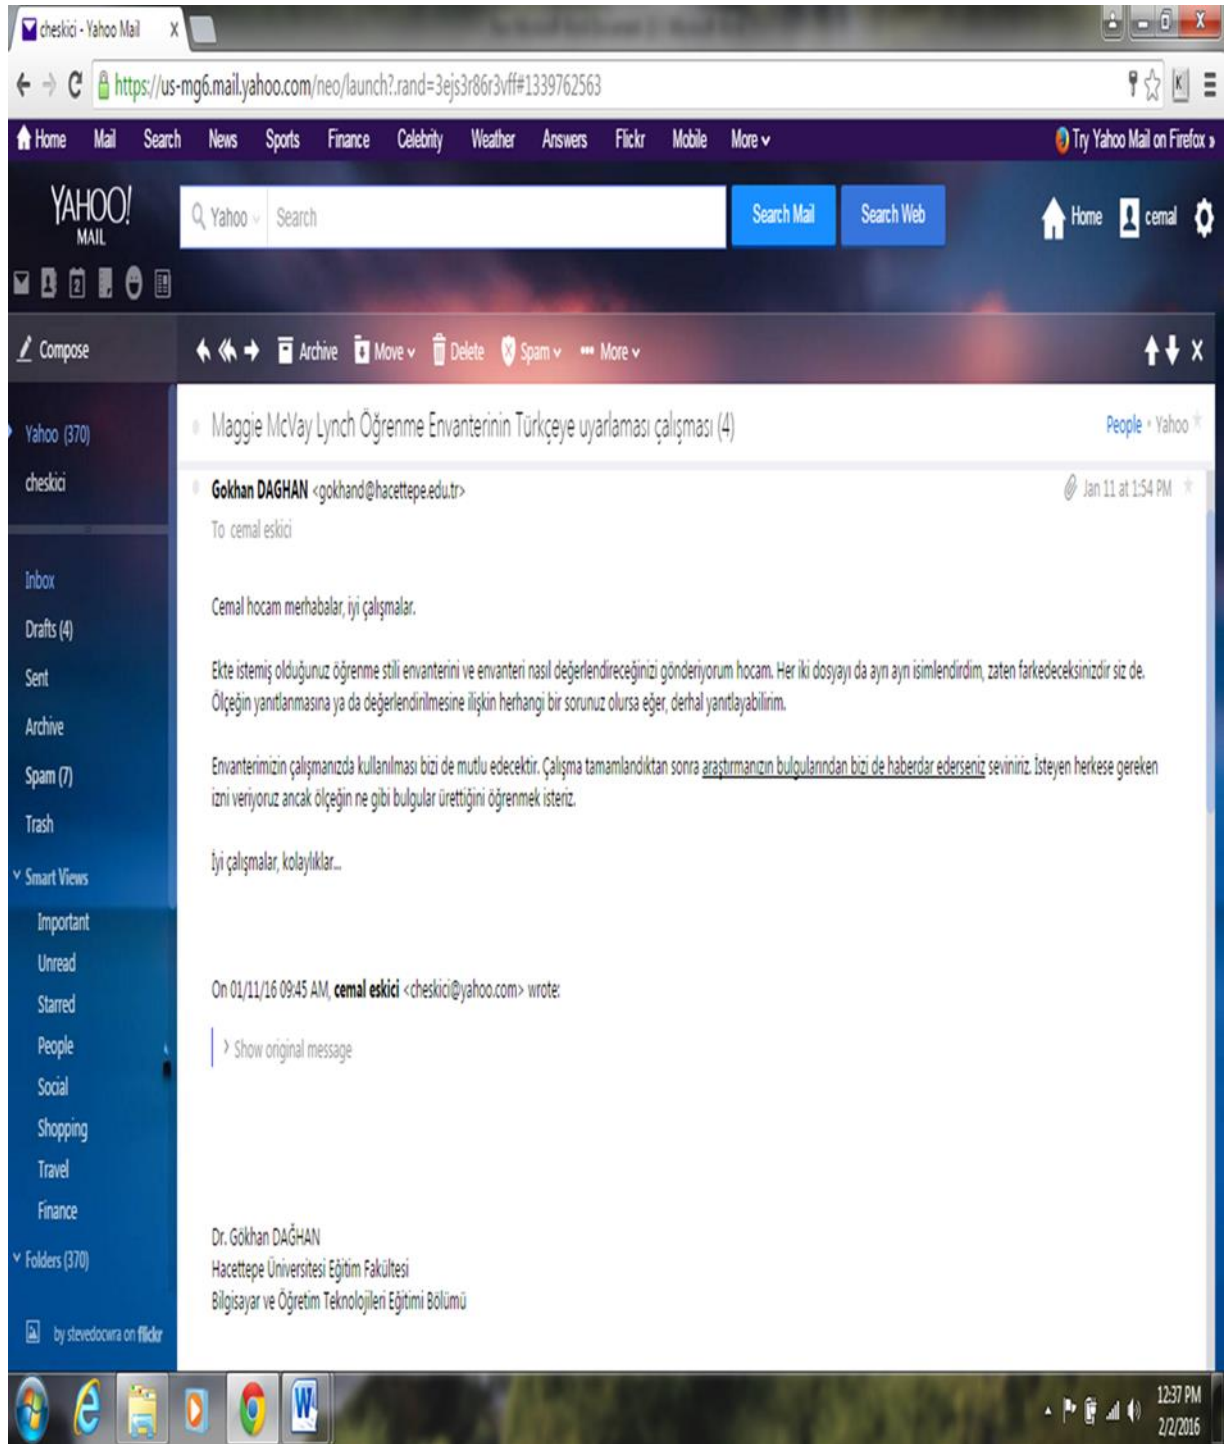 cheskici - Yahoo Mail X
https://us-mg6.mail.yahoo.com/neo/launch?.rand=3ejs3r86r3vff#1339762563
Home Mail Search News Sports Finance Celebrity Weather Answers Flickr Mobile More Try Yahoo Mail on Firefox »
YAHOO!
MAIL
Yahoo Search Search Mail Search Web Home cemal
2
Compose Archive Move Delete Spam More
Yahoo (370)
cheskici
Inbox
Drafts (4)
Sent
Archive
Spam (7)
Trash
Smart Views
Important
Unread
Starred
People
Social
Shopping
Travel
Finance
Folders (370)
by stevedocwra on flickr
Maggie McVay Lynch Öğrenme Envanterinin Türkçeye uyarlaması çalışması (4) People Yahoo
Gokhan DAGHAN <gokhand@hacettepe.edu.tr> Jan 11 at 1:54 PM
To cemal eskici
Cemal hocam merhabalar, iyi çalışmalar.
Ekte istemiş olduğunuz öğrenme stili envanterini ve envanteri nasıl değerlendireceğinizi gönderiyorum hocam. Her iki dosyayı da ayrı ayrı isimlendirdim, zaten farkedeceksinizdir siz de.
Ölçeğin yanıtlanmasına ya da değerlendirilmesine ilişkin herhangi bir sorunuz olursa eğer, derhal yanıtlayabilirim.
Envanterimizin çalışmanızda kullanılması bizi de mutlu edecektir. Çalışma tamamlandıktan sonra araştırmanızın bulgularından bizi de haberdar ederseniz seviniriz. İsteyen herkese gereken
izni veriyoruz ancak ölçeğin ne gibi bulgular ürettiğini öğrenmek isteriz.
İyi çalışmalar, kolaylıklar...
On 01/11/16 09:45 AM, cemal eskici <cheskici@yahoo.com> wrote:
> Show original message
Dr. Gökhan DAĞHAN
Hacettepe Üniversitesi Eğitim Fakültesi
Bilgisayar ve Öğretim Teknolojileri Eğitimi Bölümü
12:37 PM
2/2/2016